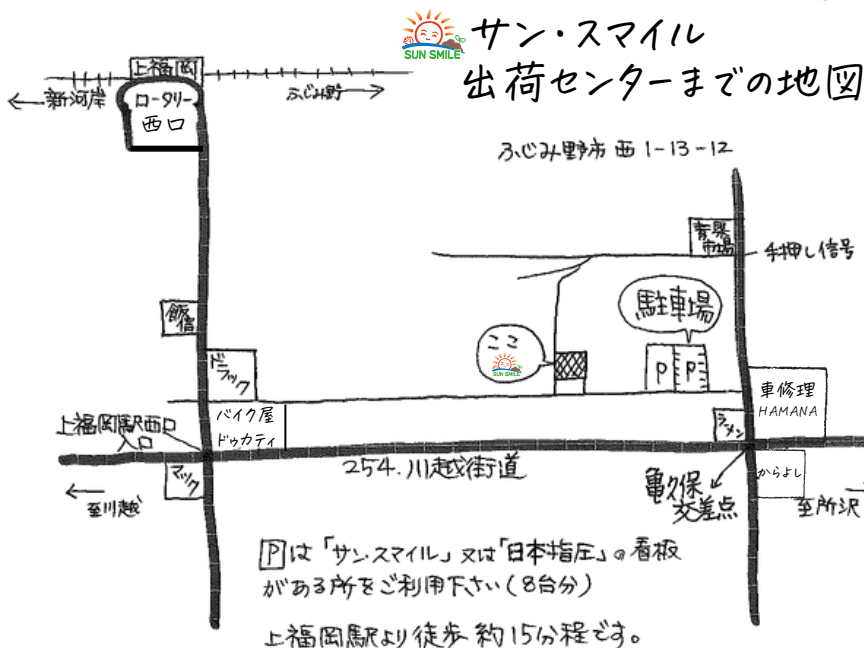 サン・スマイル
SUN SMILE
出荷センターまでの地図
上福岡
新河岸
ロータリー
ふじみ野
西口
ふじみ野市西1-13-12
青果
市場
手押し信号
駐車場
飯信
ここ
SUN SMILE
ドラック
P
P
車修理
HAMANA
バイク屋
ドゥカティ
ラーメン
上福岡駅西口
入口
254.川越街道
マック
からよし
亀久保
交差点
至川越
至所沢
Pは「サン.スマイル」又は「日本指圧」の看板
がある所をご利用下さい(8台分)
上福岡駅より徒歩約15分程です。